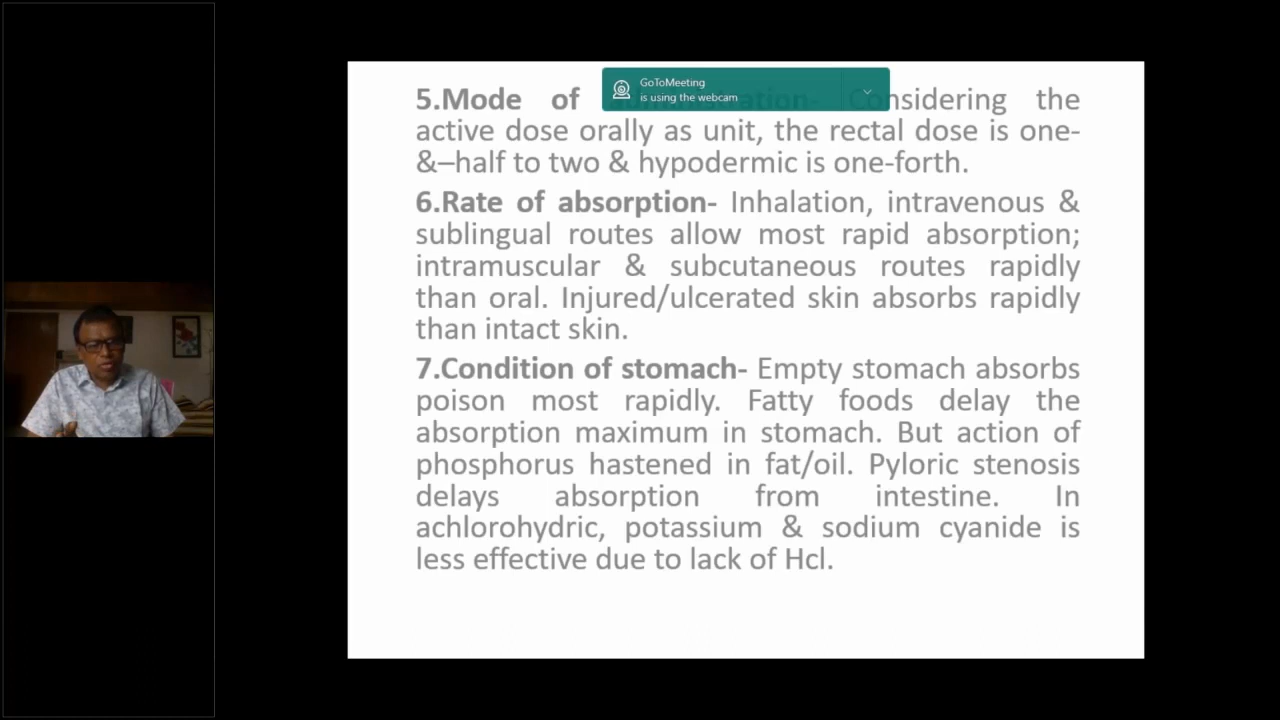 GoToMeeting
is using the webcam
5.Mode of Considering the
active dose orally as unit, the rectal dose is one-
&–half to two & hypodermic is one-forth.
6.Rate of absorption- Inhalation, intravenous &
sublingual routes allow most rapid absorption;
intramuscular & subcutaneous routes rapidly
than oral. Injured/ulcerated skin absorbs rapidly
than intact skin.
7.Condition of stomach- Empty stomach absorbs
poison most rapidly. Fatty foods delay the
absorption maximum in stomach. But action of
phosphorus hastened in fat/oil. Pyloric stenosis
delays absorption from intestine. In
achlorohydric, potassium & sodium cyanide is
less effective due to lack of Hcl.